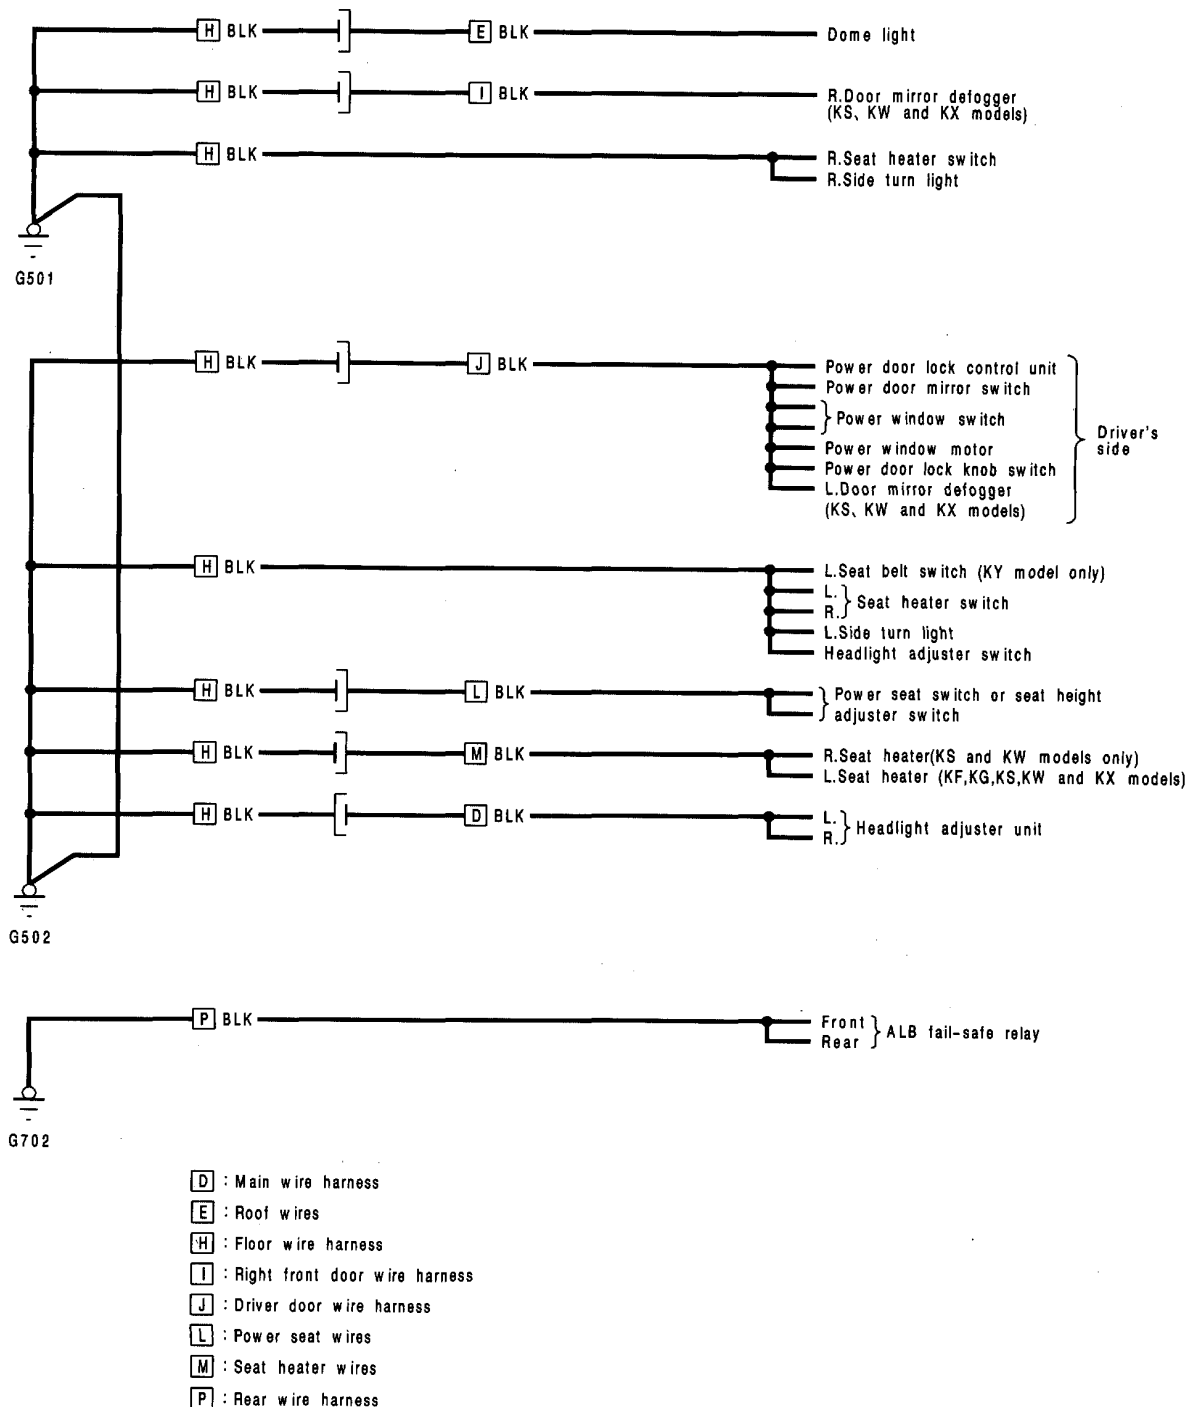 H BLK E BLK Dome light
H BLK I BLK R.Door mirror defogger
(KS、KW and KX models)
H BLK R.Seat heater switch
R.Side turn light
G501
H BLK J BLK Power door lock control unit
Power door mirror switch
Power window switch
Driver's
side
Power window motor
Power door lock knob switch
L.Door mirror defogger
(KS、KW and KX models)
H BLK L.Seat belt switch (KY model only)
L.
Seat heater switch
R.
L.Side turn light
Headlight adjuster switch
H BLK L BLK Power seat switch or seat height
adjuster switch
H BLK M BLK R.Seat heater(KS and KW models only)
L.Seat heater (KF,KG,KS,KW and KX models)
H BLK D BLK L.
Headlight adjuster unit
R.
G502
P BLK Front
ALB fail-safe relay
Rear
G702
D : Main wire harness
E : Roof wires
H : Floor wire harness
I : Right front door wire harness
J : Driver door wire harness
L : Power seat wires
M : Seat heater wires
P : Rear wire harness